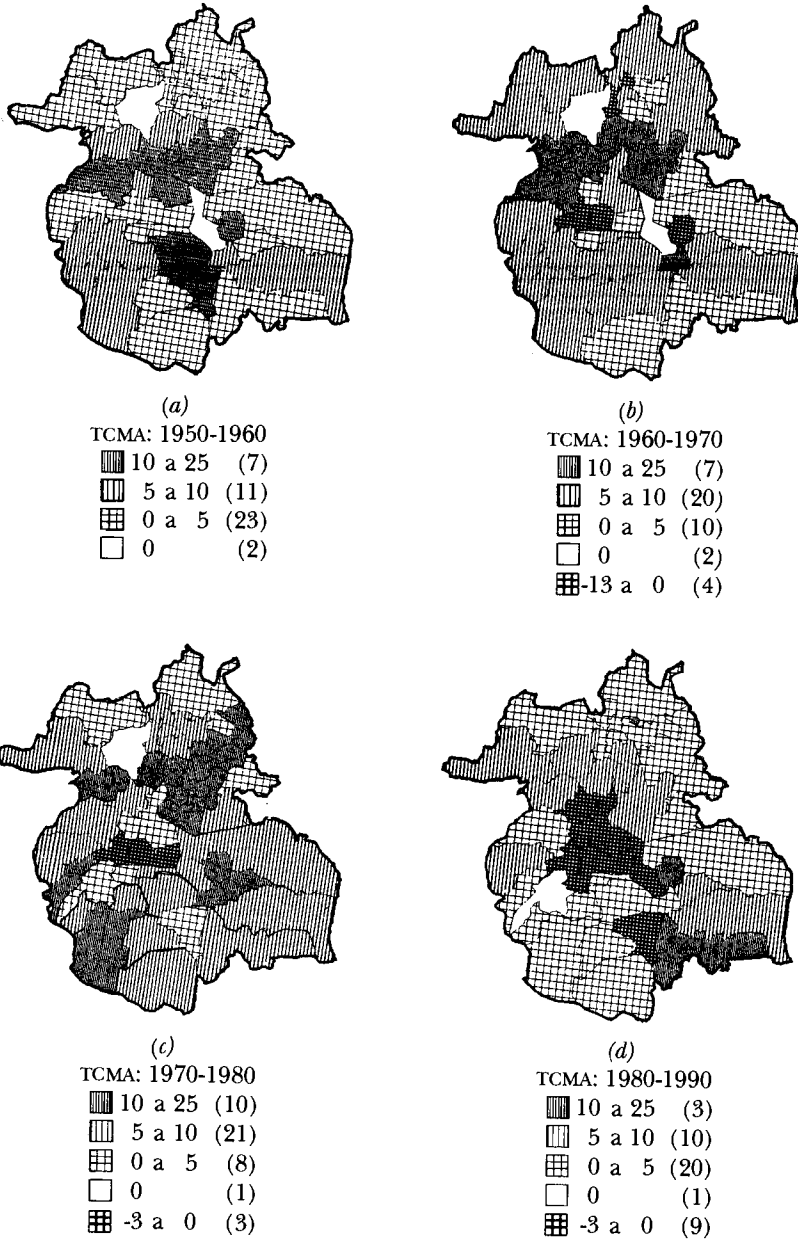 (a)
TCMA: 1950-1960
10 a 25 (7)
5 a 10 (11)
0 a 5 (23)
0 (2)
(b)
TCMA: 1960-1970
10 a 25 (7)
5 a 10 (20)
0 a 5 (10)
0 (2)
-13 a 0 (4)
(c)
TCMA: 1970-1980
10 a 25 (10)
5 a 10 (21)
0 a 5 (8)
0 (1)
-3 a 0 (3)
(d)
TCMA: 1980-1990
10 a 25 (3)
5 a 10 (10)
0 a 5 (20)
0 (1)
-3 a 0 (9)